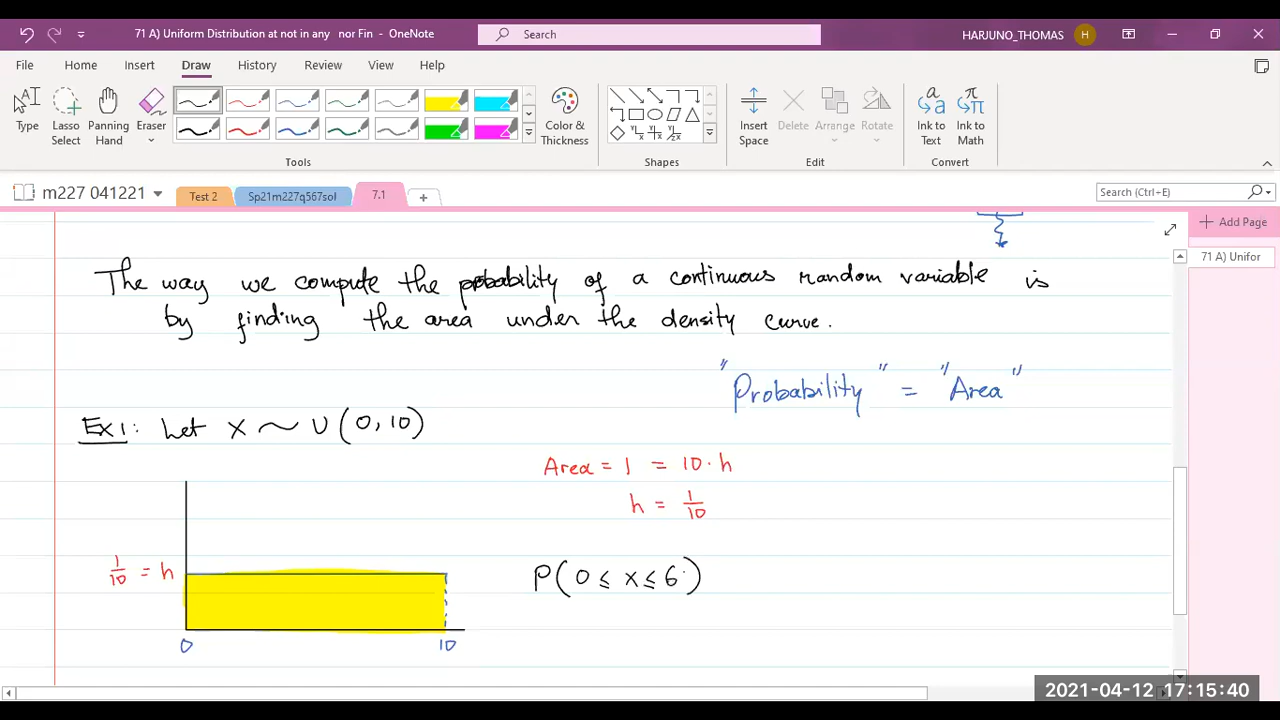 71 A) Uniform Distribution at not in any nor Fin - OneNote
Search
HARJUNO_THOMAS
H
File Home Insert Draw History Review View Help
Type
Lasso Select
Panning Hand
Eraser
Color & Thickness
Insert Space
Delete
Arrange
Rotate
Ink to Text
Ink to Math
Tools
Shapes
Edit
Convert
m227 041221
Test 2
Sp21m227q567sol
7.1
Search (Ctrl+E)
Add Page
71 A) Unifor
The way we compute the probability of a continuous random variable is
by finding the area under the density curve.
"Probability" = "Area"
Ex1: Let X ~ U(0, 10)
Area = 1 = 10 · h
h = 1/10
1/10 = h
P(0 ≤ x ≤ 6)
0
10
2021-04-12 17:15:40